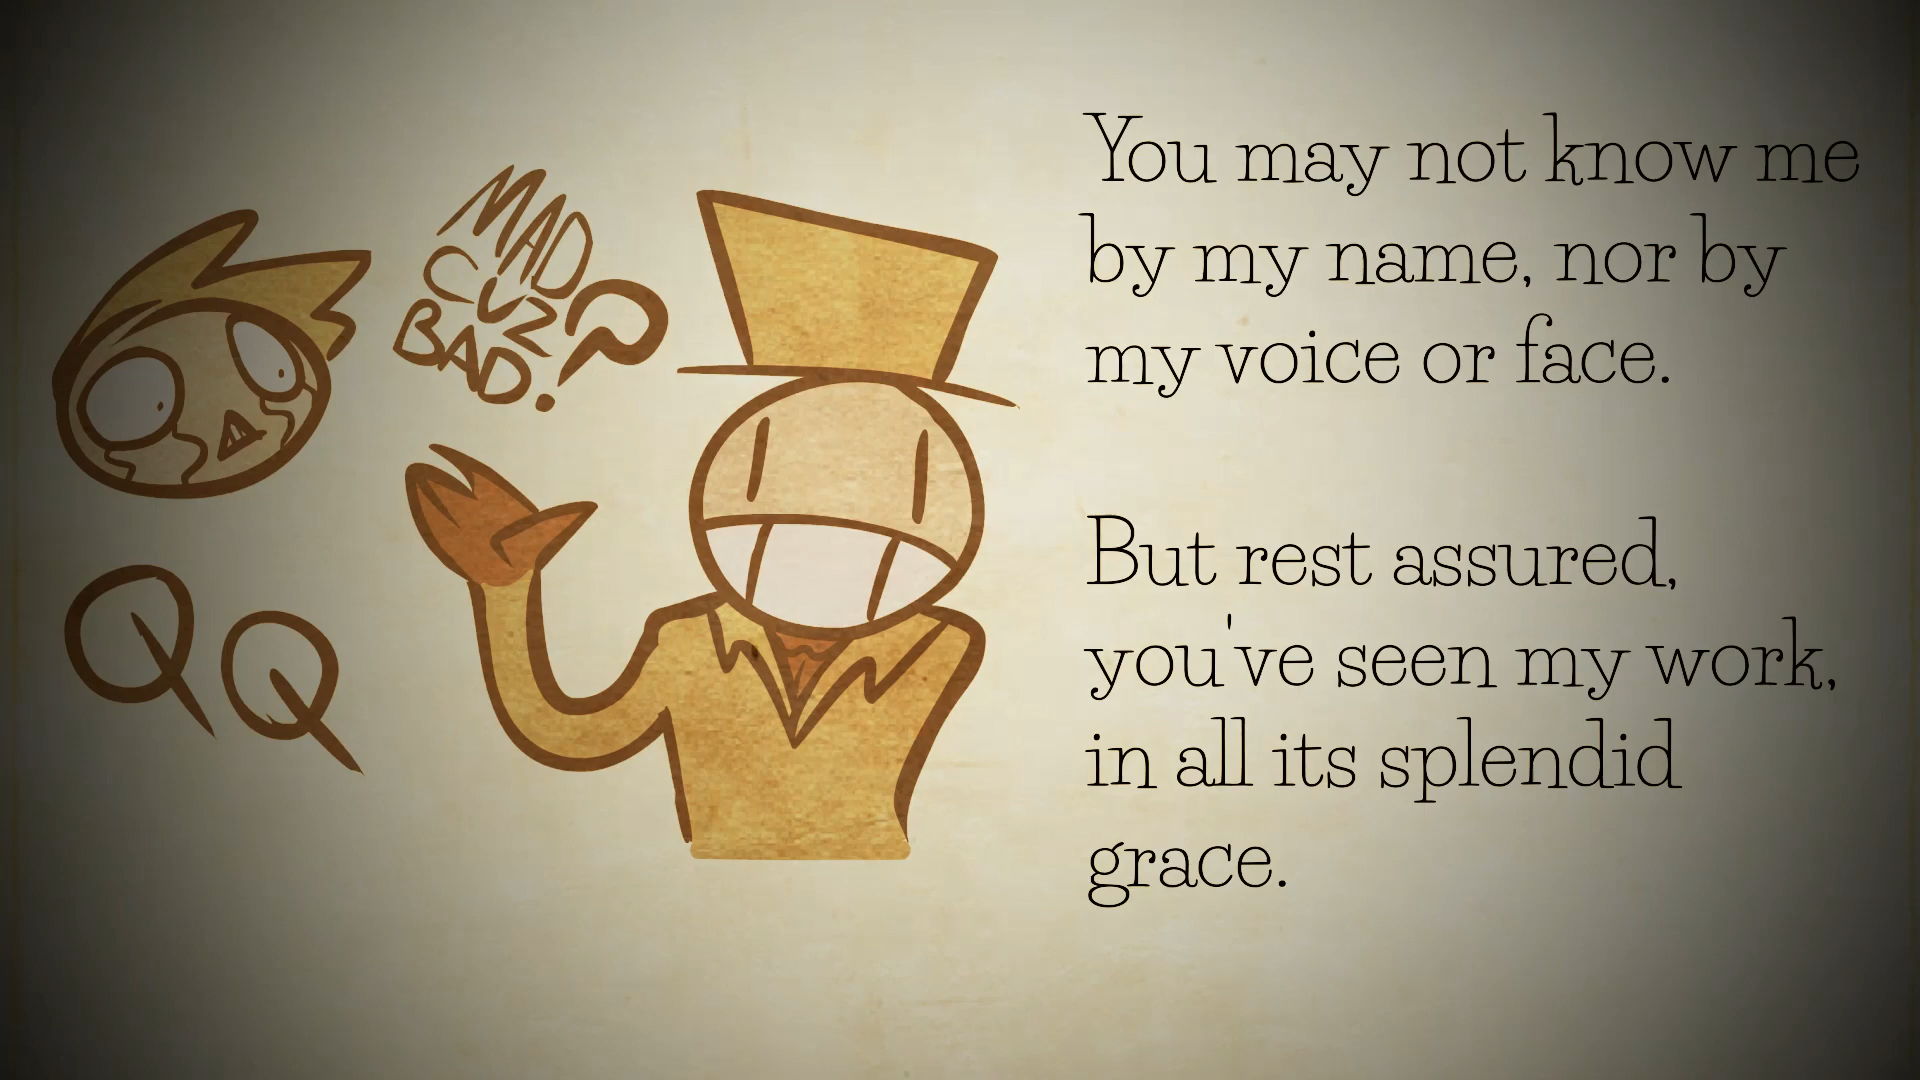 MAD
CUZ
BAD?
QQ
You may not know me
by my name, nor by
my voice or face.
But rest assured,
you've seen my work,
in all its splendid
grace.